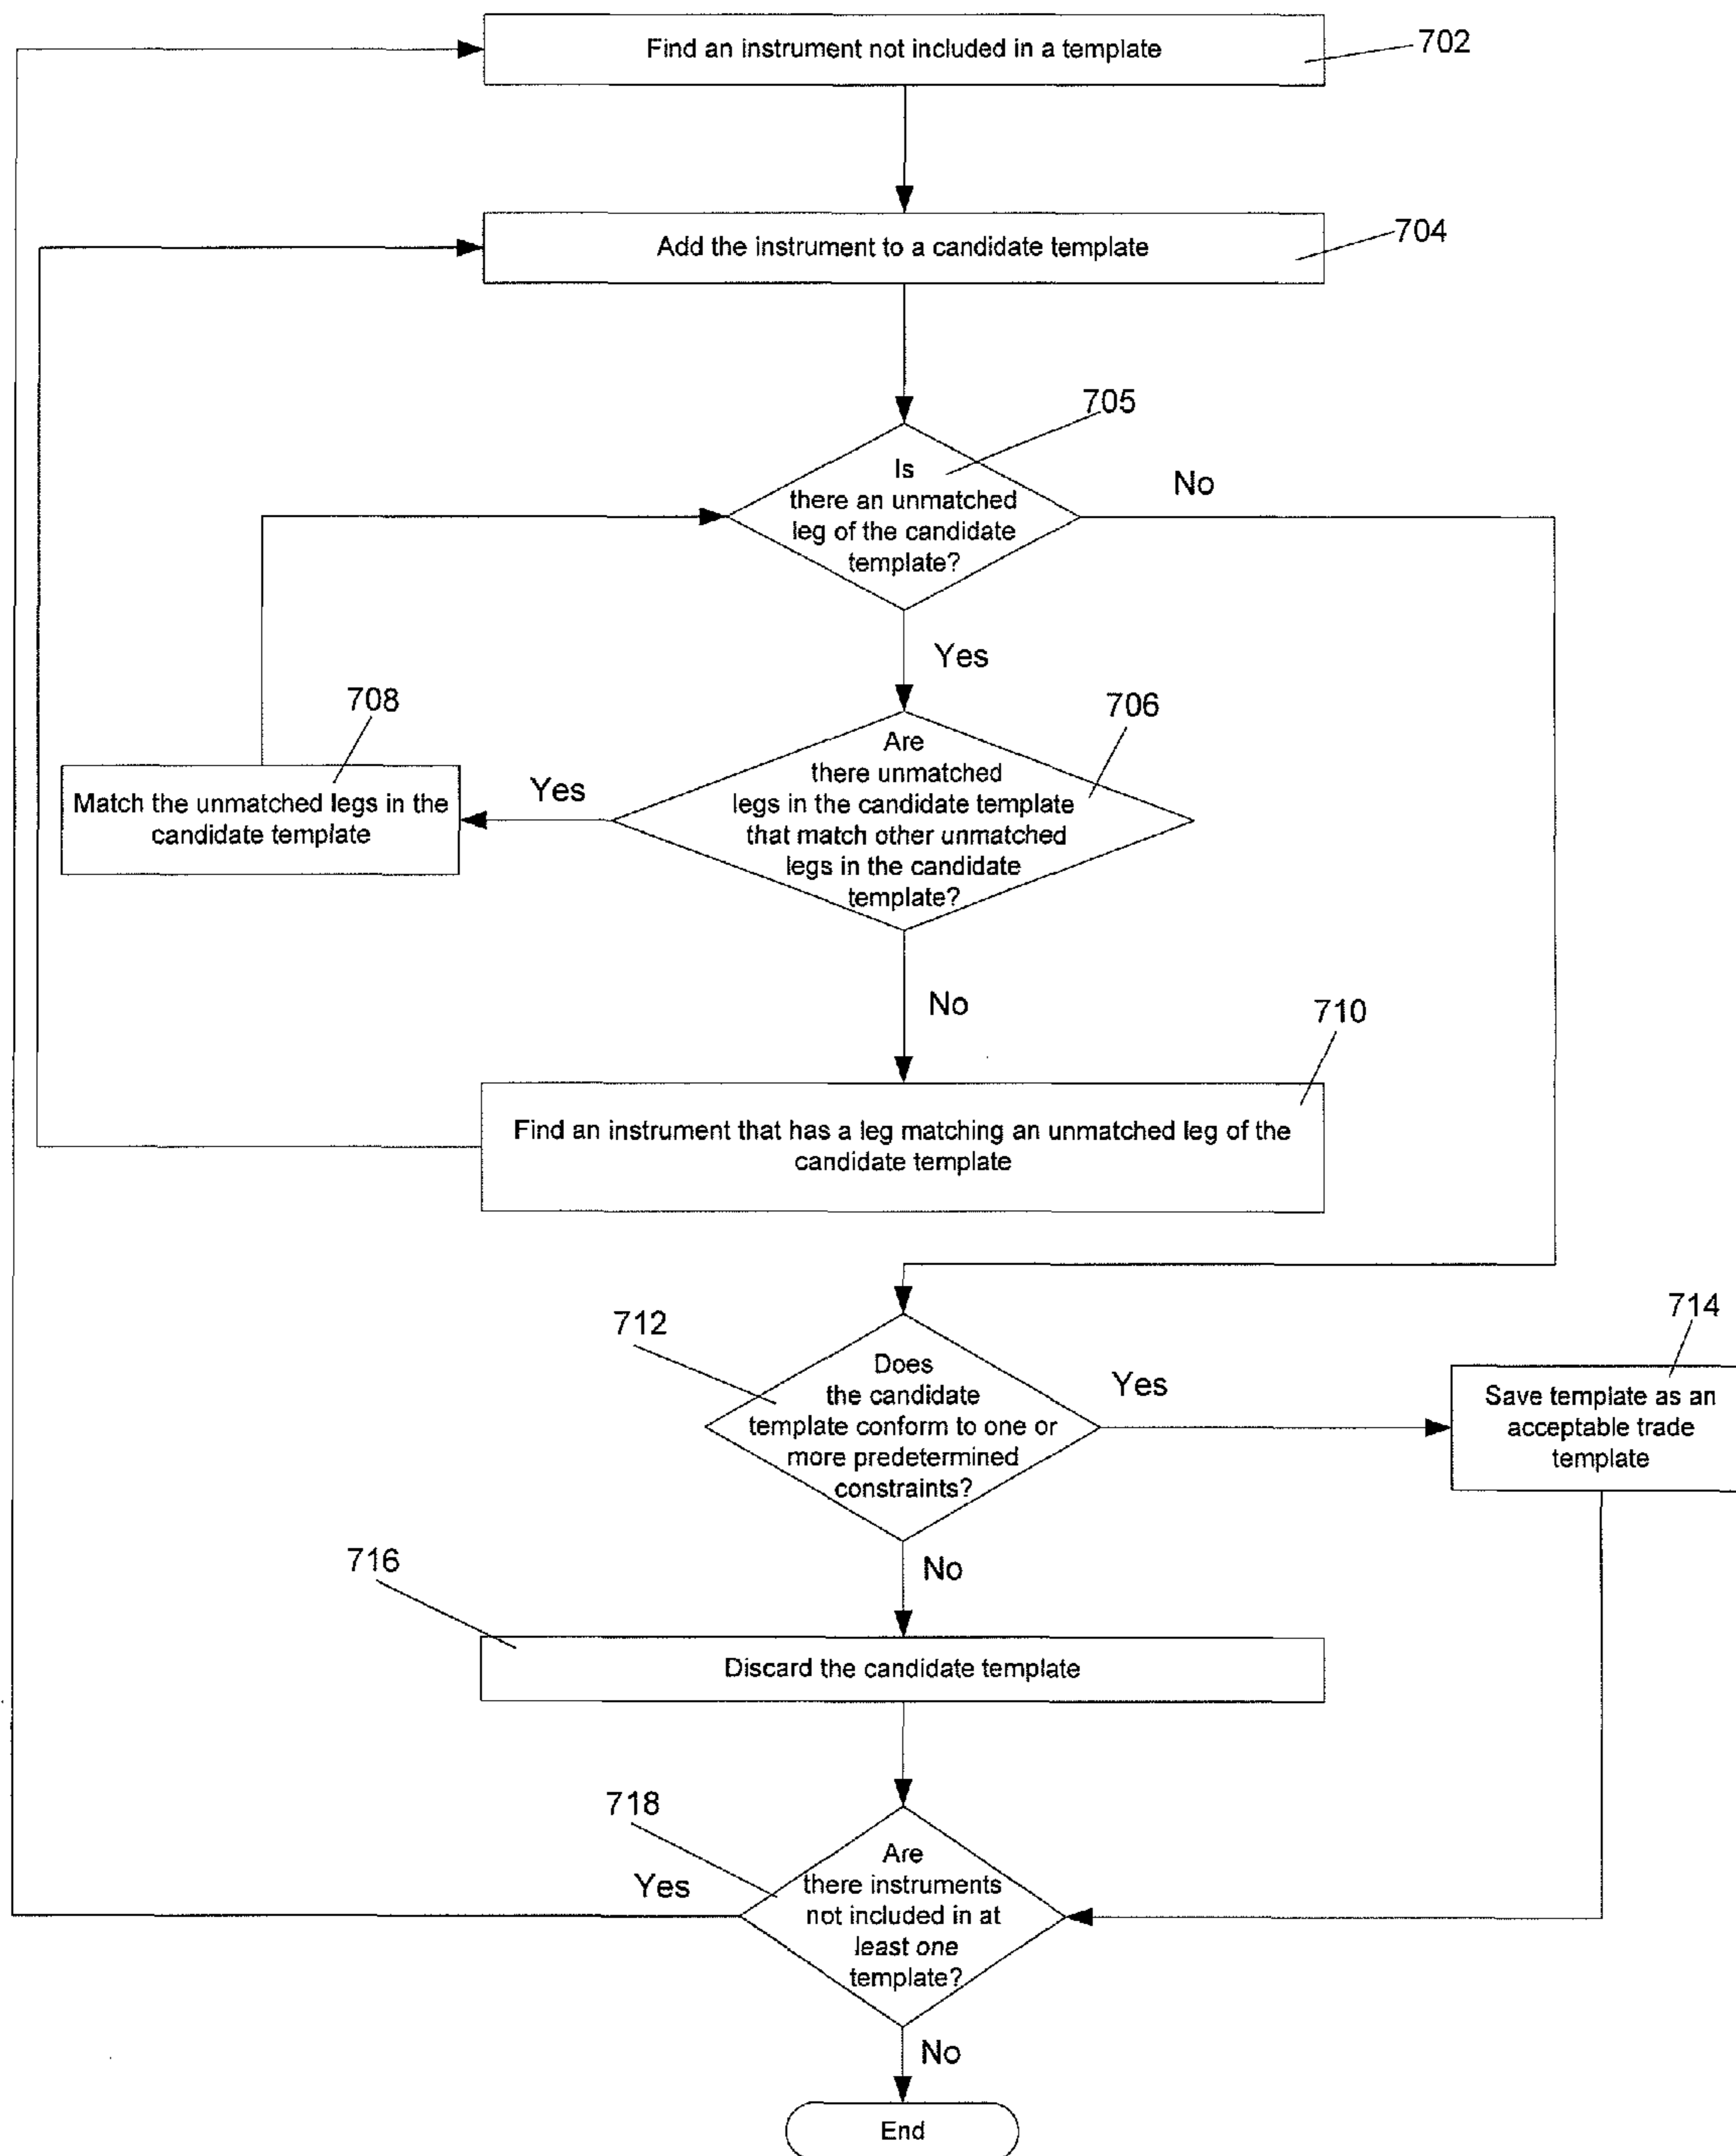 Find an instrument not included in a template
702
Add the instrument to a candidate template
704
705
Is
there an unmatched
leg of the candidate
template?
No
Yes
708
706
Match the unmatched legs in the
candidate template
Yes
Are
there unmatched
legs in the candidate template
that match other unmatched
legs in the candidate
template?
No
710
Find an instrument that has a leg matching an unmatched leg of the
candidate template
712
714
Does
the candidate
template conform to one or
more predetermined
constraints?
Yes
Save template as an
acceptable trade
template
No
716
Discard the candidate template
718
Yes
Are
there instruments
not included in at
least one
template?
No
End